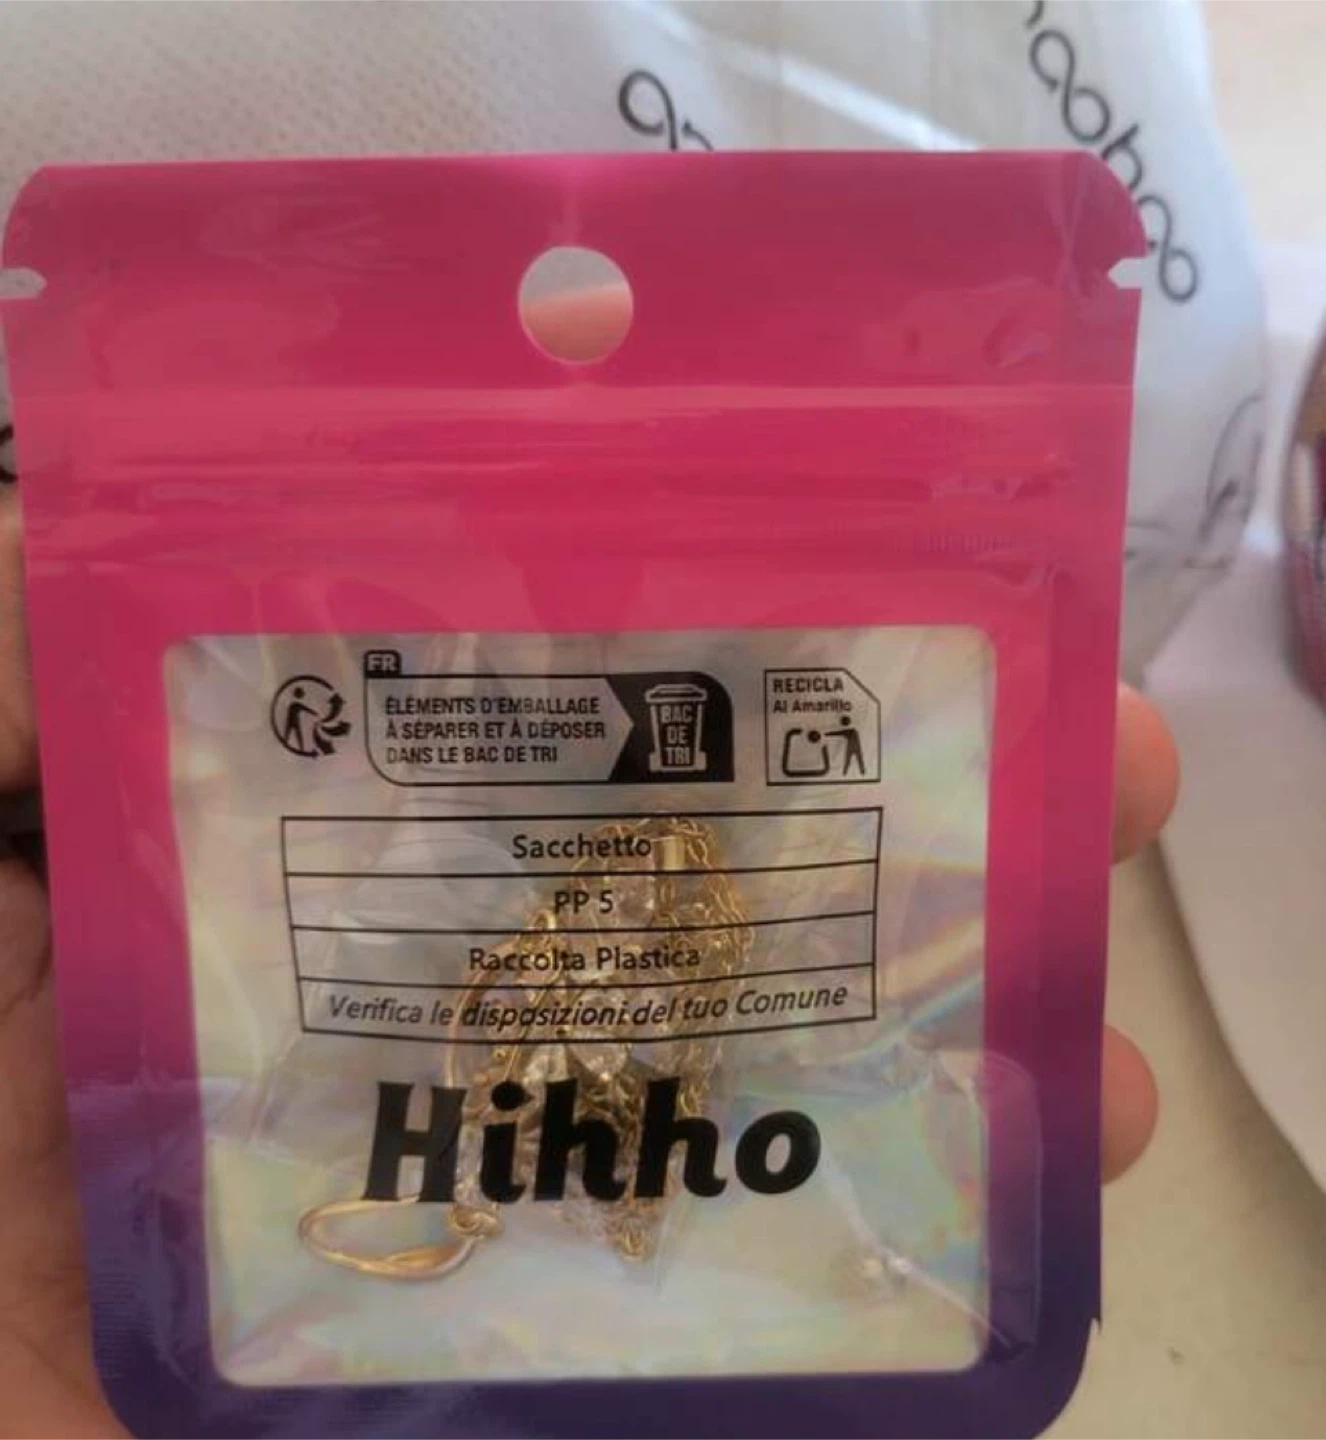 FR
ÉLÉMENTS D'EMBALLAGE
À SÉPARER ET À DÉPOSER
DANS LE BAC DE TRI
BAC
DE
TRI
RECICLA
Al Amarillo
Sacchetto
PP 5
Raccolta Plastica
Verifica le disposizioni del tuo Comune
Hihho